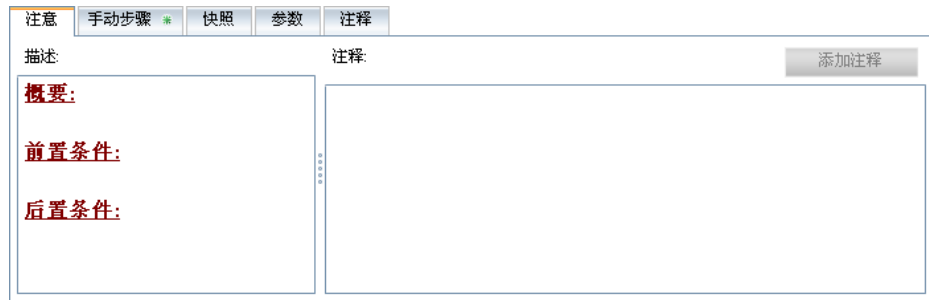 注意 手动步骤 * 快照 参数 注释
描述: 注释: 添加注释
概要:
前置条件:
后置条件: